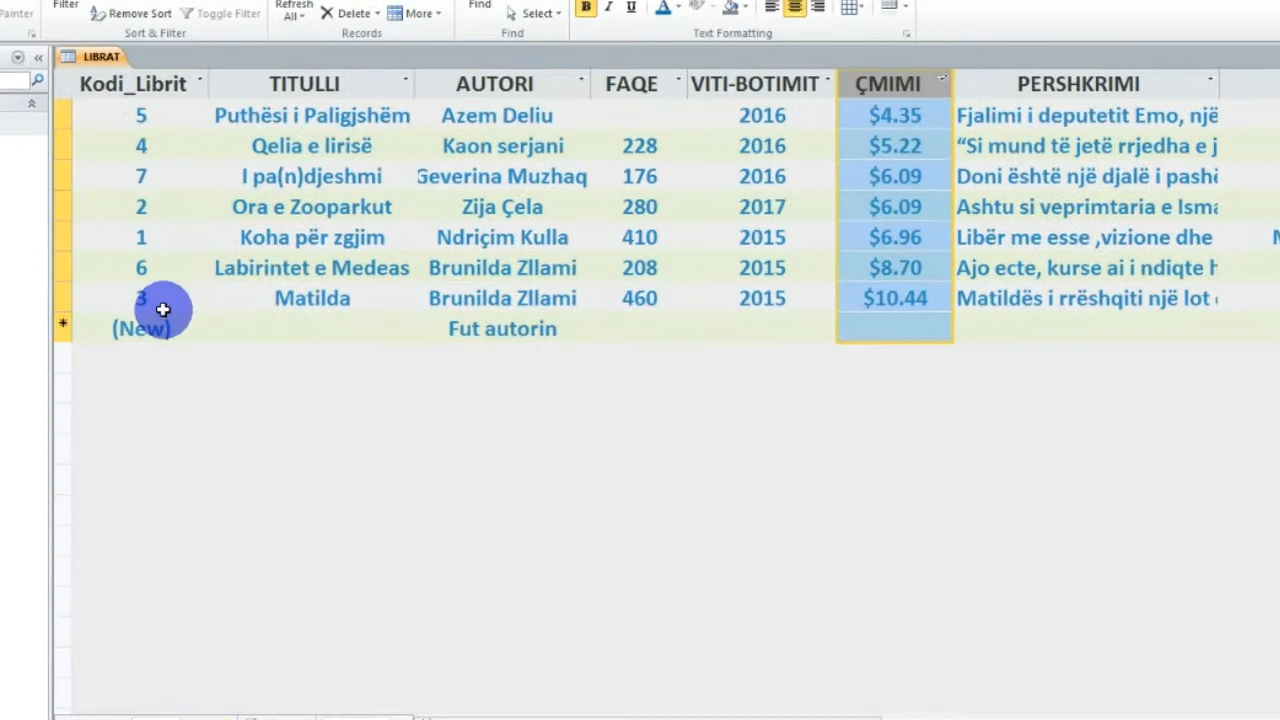 Painter
Filter
Remove Sort
Toggle Filter
Sort & Filter
Refresh
All
Delete
More
Records
Find
Select
Find
B I U A
Text Formatting
LIBRAT
Kodi_Librit TITULLI AUTORI FAQE VITI-BOTIMIT ÇMIMI PERSHKRIMI
5 Puthësi i Paligjshëm Azem Deliu 2016 $4.35 Fjalimi i deputetit Emo, një
4 Qelia e lirisë Kaon serjani 228 2016 $5.22 “Si mund të jetë rrjedha e j
7 I pa(n)djeshmi Severina Muzhaq 176 2016 $6.09 Doni është një djalë i pashë
2 Ora e Zooparkut Zija Çela 280 2017 $6.09 Ashtu si veprimtaria e Isma
1 Koha për zgjim Ndriçim Kulla 410 2015 $6.96 Libër me esse ,vizione dhe
6 Labirintet e Medeas Brunilda Zllami 208 2015 $8.70 Ajo ecte, kurse ai i ndiqte h
3 Matilda Brunilda Zllami 460 2015 $10.44 Matildës i rrëshqiti një lot
* (New) Fut autorin